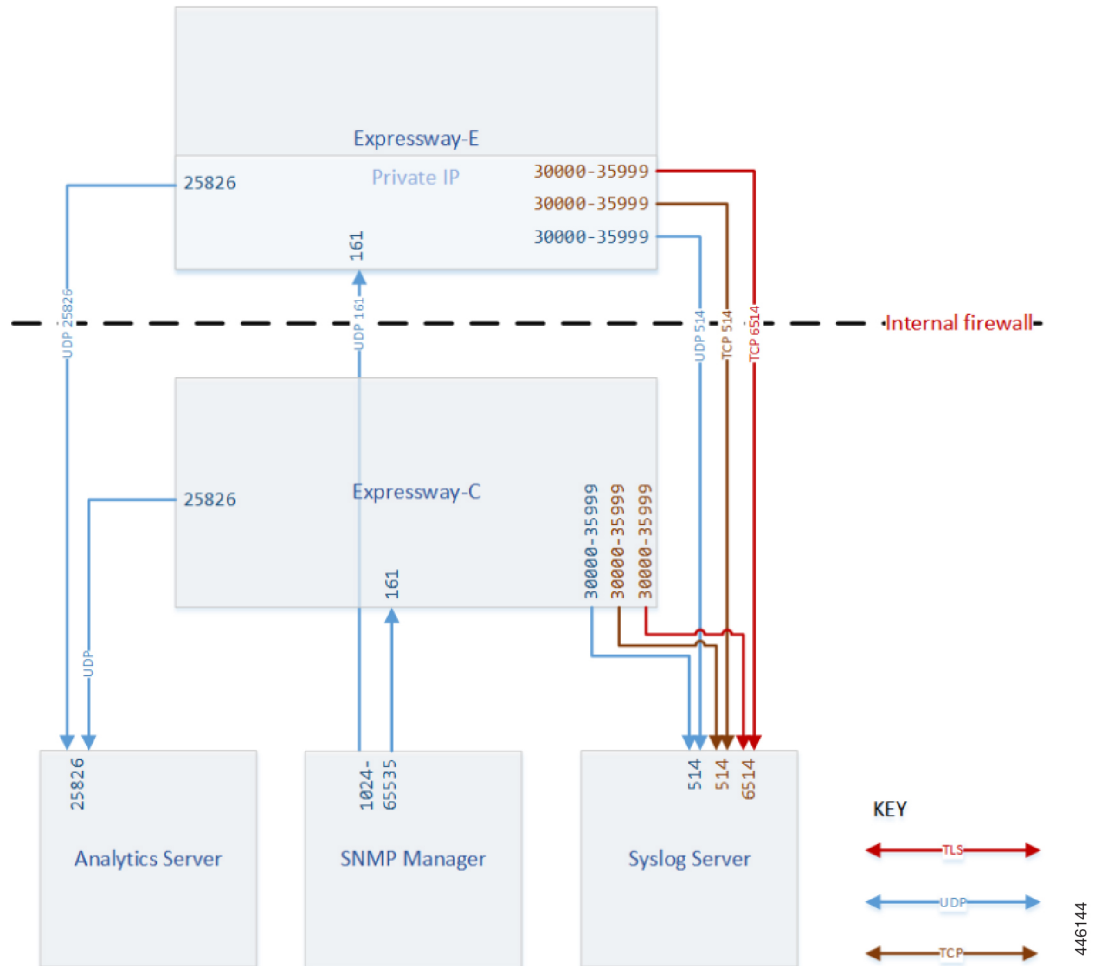 Expressway-E
Private IP
25826
30000-35999
30000-35999
30000-35999
161
UDP 25826
UDP 161
UDP 514
TCP 514
TCP 6514
Internal firewall
Expressway-C
25826
161
30000-35999
30000-35999
30000-35999
UDP
25826
1024-
65535
514
514
6514
Analytics Server
SNMP Manager
Syslog Server
KEY
TLS
UDP
TCP
446144